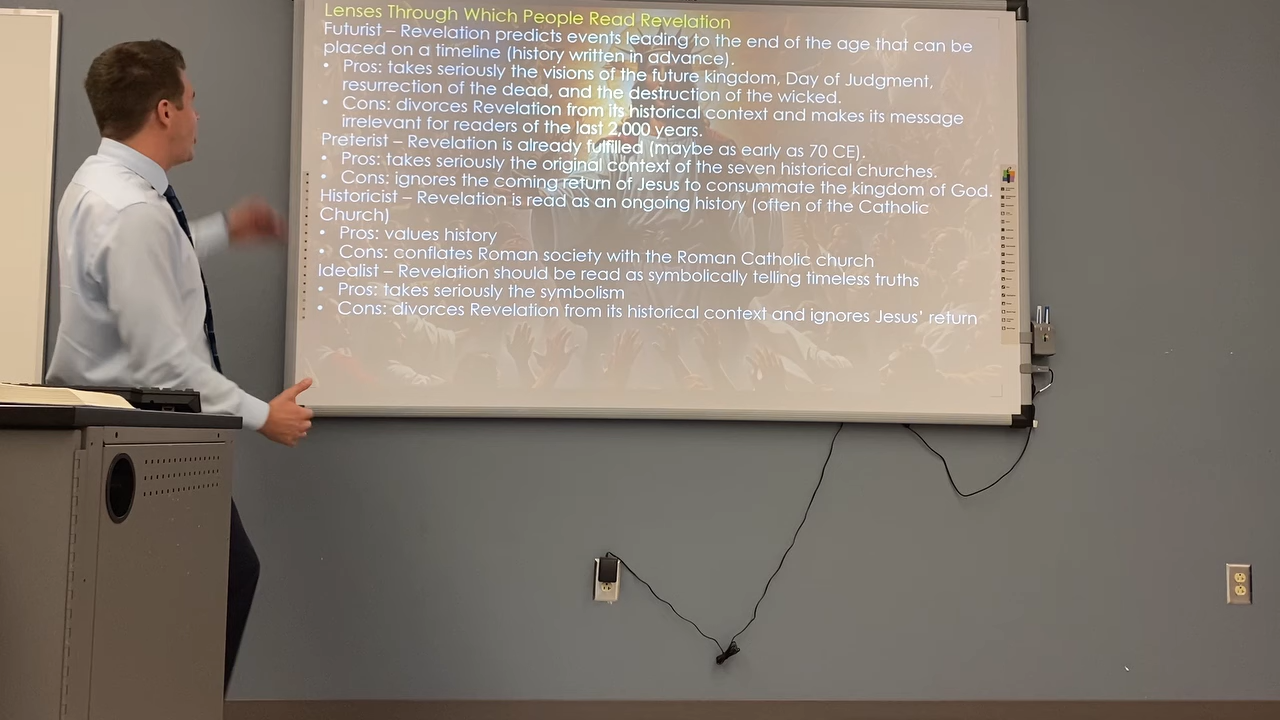 Lenses Through Which People Read Revelation
Futurist – Revelation predicts events leading to the end of the age that can be
placed on a timeline (history written in advance).
• Pros: takes seriously the visions of the future kingdom, Day of Judgment,
resurrection of the dead, and the destruction of the wicked.
• Cons: divorces Revelation from its historical context and makes its message
irrelevant for readers of the last 2,000 years.
Preterist – Revelation is already fulfilled (maybe as early as 70 CE).
• Pros: takes seriously the original context of the seven historical churches.
• Cons: ignores the coming return of Jesus to consummate the kingdom of God.
Historicist – Revelation is read as an ongoing history (often of the Catholic
Church)
• Pros: values history
• Cons: conflates Roman society with the Roman Catholic church
Idealist – Revelation should be read as symbolically telling timeless truths
• Pros: takes seriously the symbolism
• Cons: divorces Revelation from its historical context and ignores Jesus' return